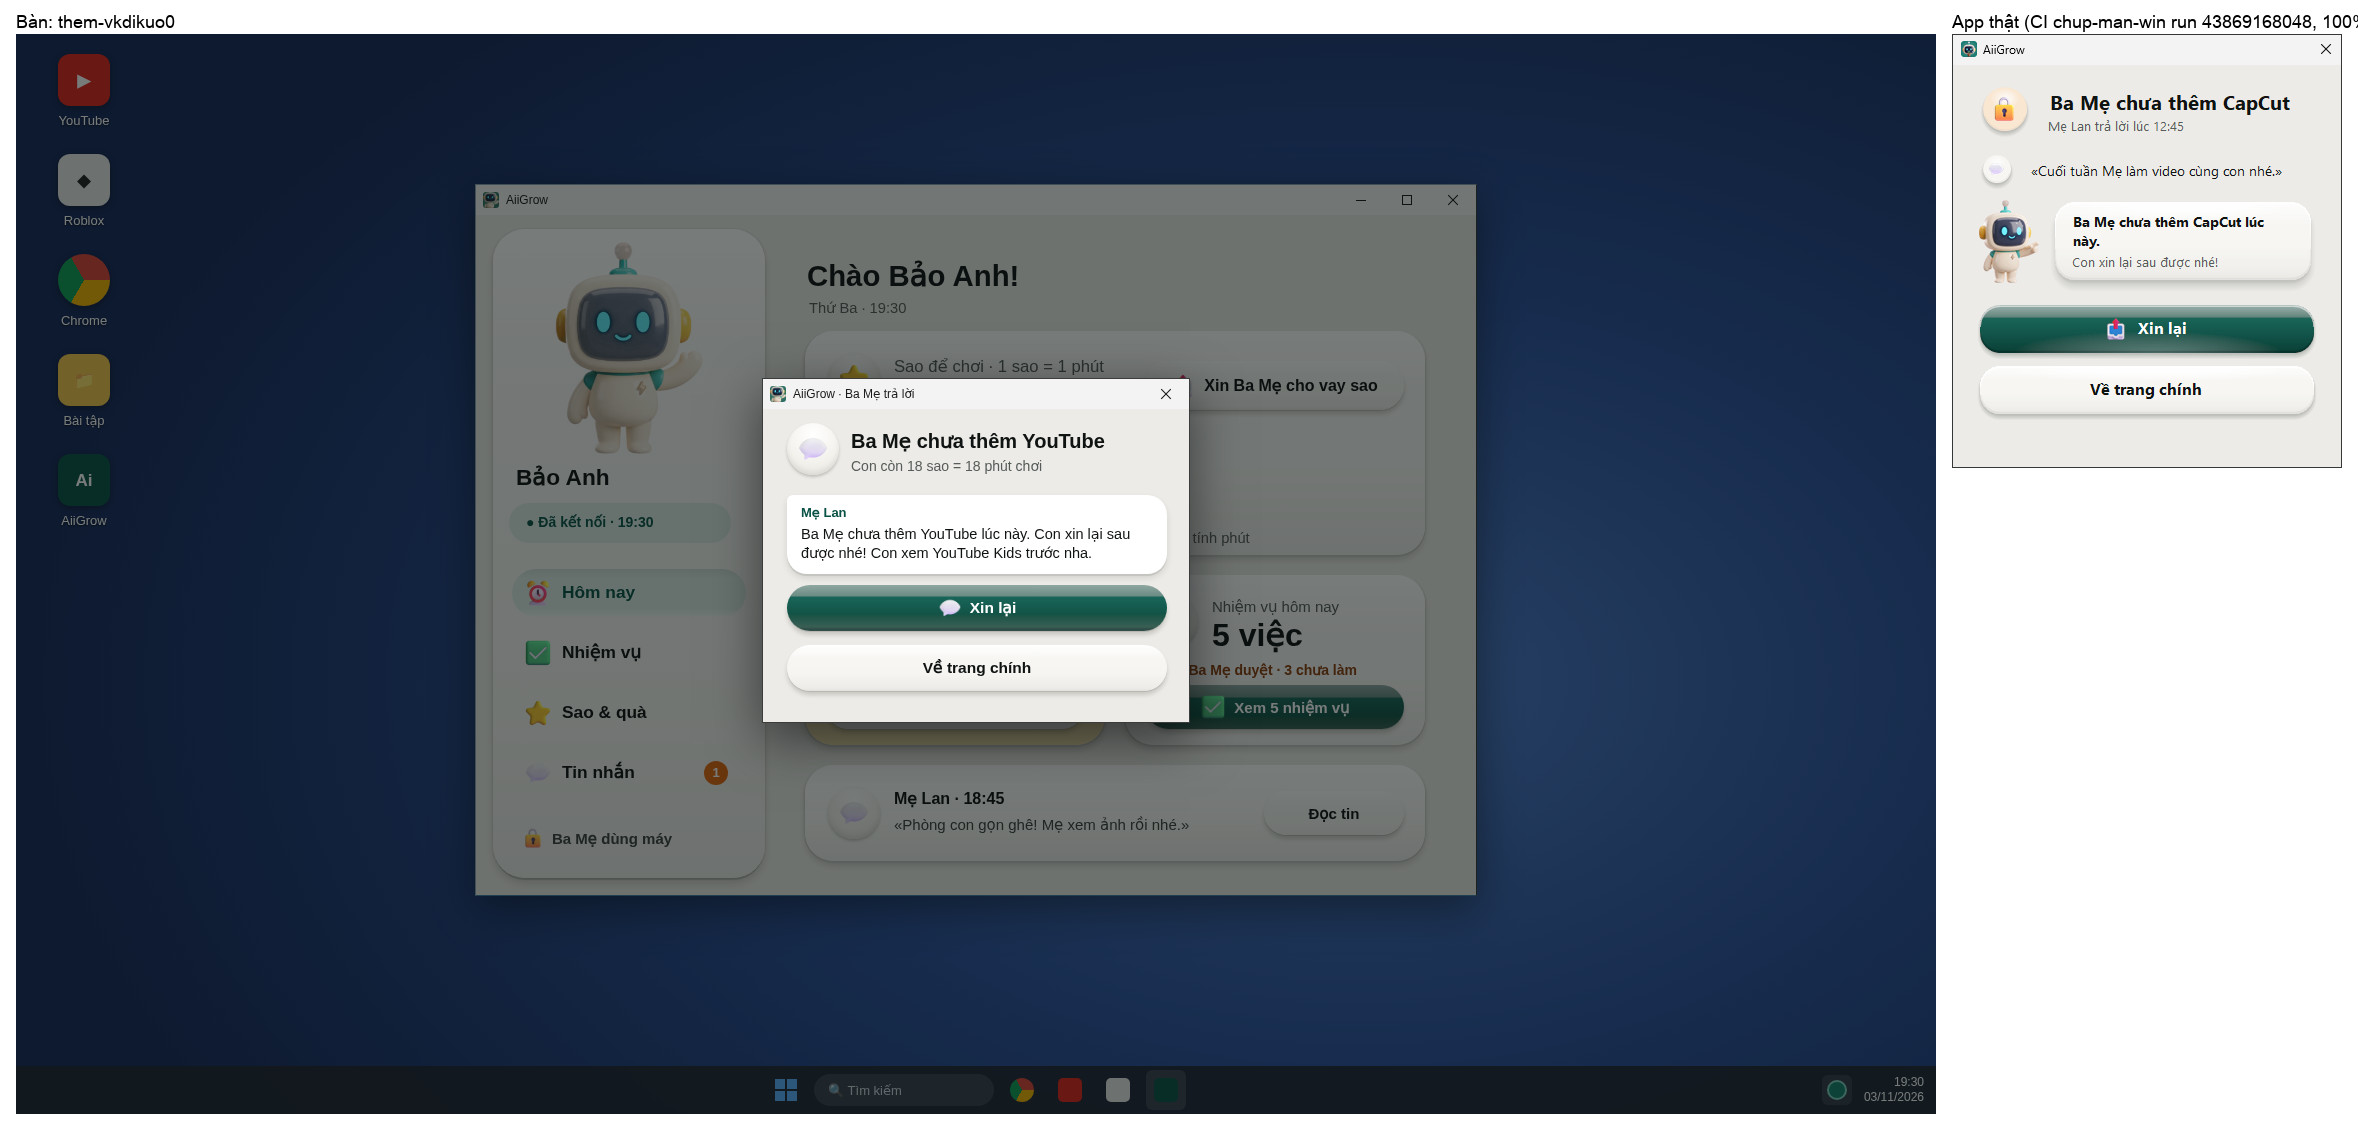 Bàn: them-vkdikuo0
YouTube
Roblox
Chrome
Bài tập
Ai
AiiGrow
AiiGrow
Bảo Anh
● Đã kết nối · 19:30
Hôm nay
Nhiệm vụ
Sao & quà
Tin nhắn
1
Ba Mẹ dùng máy
Chào Bảo Anh!
Thứ Ba · 19:30
Sao để chơi · 1 sao = 1 phút
Xin Ba Mẹ cho vay sao
tính phút
Nhiệm vụ hôm nay
5 việc
Ba Mẹ duyệt · 3 chưa làm
Xem 5 nhiệm vụ
Mẹ Lan · 18:45
«Phòng con gọn ghê! Mẹ xem ảnh rồi nhé.»
Đọc tin
AiiGrow · Ba Mẹ trả lời
Ba Mẹ chưa thêm YouTube
Con còn 18 sao = 18 phút chơi
Mẹ Lan
Ba Mẹ chưa thêm YouTube lúc này. Con xin lại sau
được nhé! Con xem YouTube Kids trước nha.
Xin lại
Về trang chính
Tìm kiếm
19:30
03/11/2026
App thật (CI chup-man-win run 43869168048, 100%
AiiGrow
Ba Mẹ chưa thêm CapCut
Mẹ Lan trả lời lúc 12:45
«Cuối tuần Mẹ làm video cùng con nhé.»
Ba Mẹ chưa thêm CapCut lúc
này.
Con xin lại sau được nhé!
Xin lại
Về trang chính